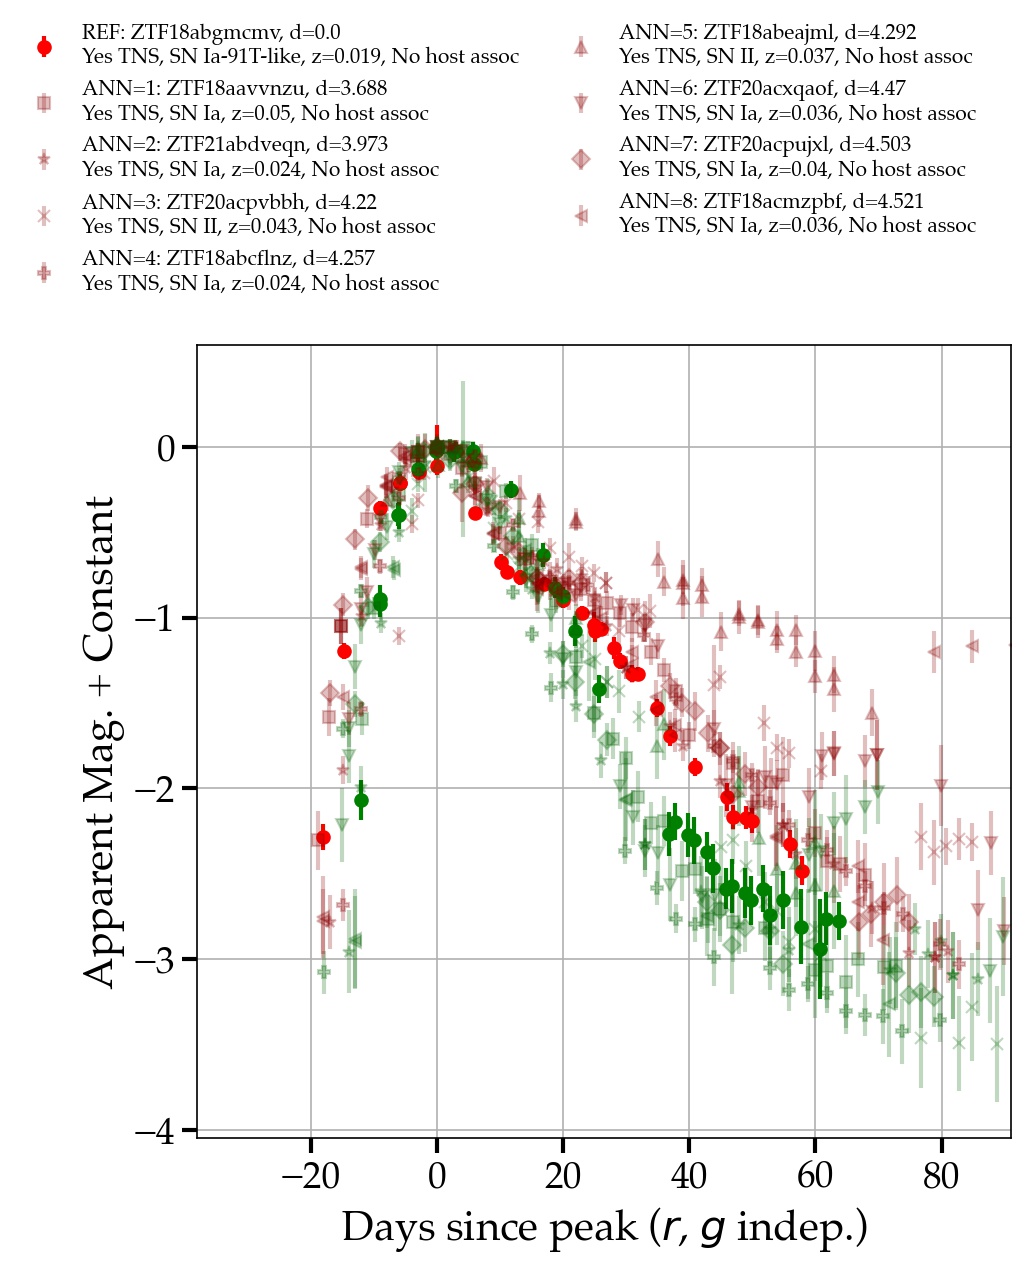 REF: ZTF18abgmcmv, d=0.0
Yes TNS, SN Ia-91T-like, z=0.019, No host assoc
ANN=1: ZTF18aavvnzu, d=3.688
Yes TNS, SN Ia, z=0.05, No host assoc
ANN=2: ZTF21abdveqn, d=3.973
Yes TNS, SN Ia, z=0.024, No host assoc
ANN=3: ZTF20acpvbbh, d=4.22
Yes TNS, SN II, z=0.043, No host assoc
ANN=4: ZTF18abcflnz, d=4.257
Yes TNS, SN Ia, z=0.024, No host assoc
ANN=5: ZTF18abeajml, d=4.292
Yes TNS, SN II, z=0.037, No host assoc
ANN=6: ZTF20acxqaof, d=4.47
Yes TNS, SN Ia, z=0.036, No host assoc
ANN=7: ZTF20acpujxl, d=4.503
Yes TNS, SN Ia, z=0.04, No host assoc
ANN=8: ZTF18acmzpbf, d=4.521
Yes TNS, SN Ia, z=0.036, No host assoc
Apparent Mag. + Constant
0
−1
−2
−3
−4
−20 0 20 40 60 80
Days since peak (r, g indep.)